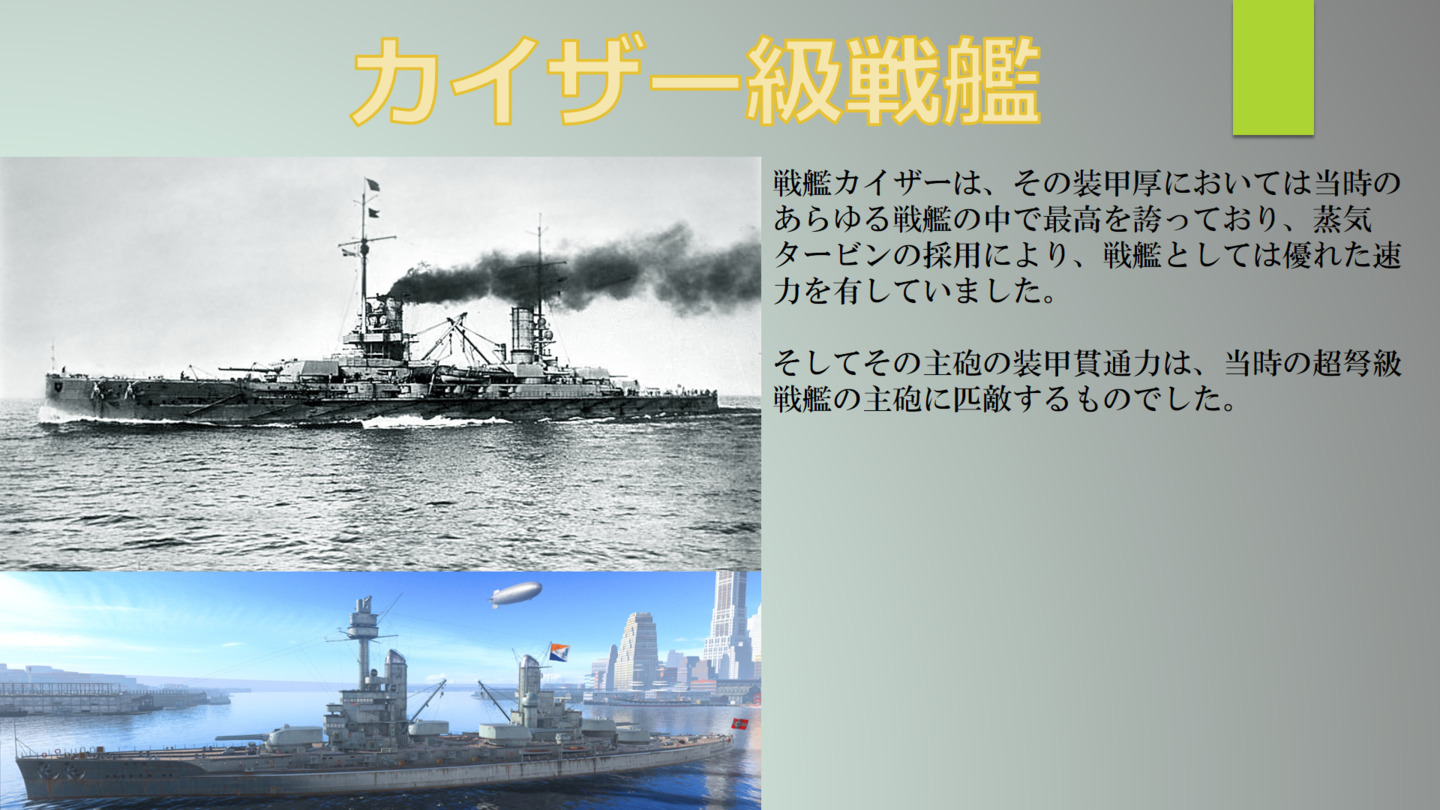 カイザー級戦艦
戦艦カイザーは、その装甲厚においては当時の
あらゆる戦艦の中で最高を誇っており、蒸気
タービンの採用により、戦艦としては優れた速
力を有していました。
そしてその主砲の装甲貫通力は、当時の超弩級
戦艦の主砲に匹敵するものでした。